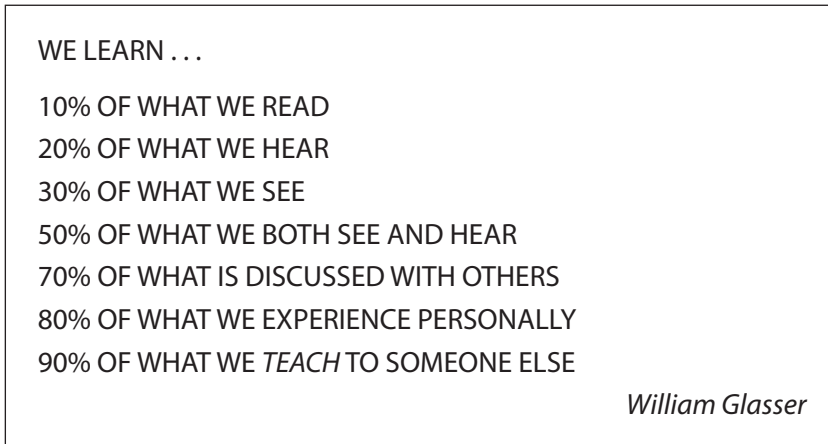 WE LEARN . . .
10% OF WHAT WE READ
20% OF WHAT WE HEAR
30% OF WHAT WE SEE
50% OF WHAT WE BOTH SEE AND HEAR
70% OF WHAT IS DISCUSSED WITH OTHERS
80% OF WHAT WE EXPERIENCE PERSONALLY
90% OF WHAT WE TEACH TO SOMEONE ELSE
William Glasser